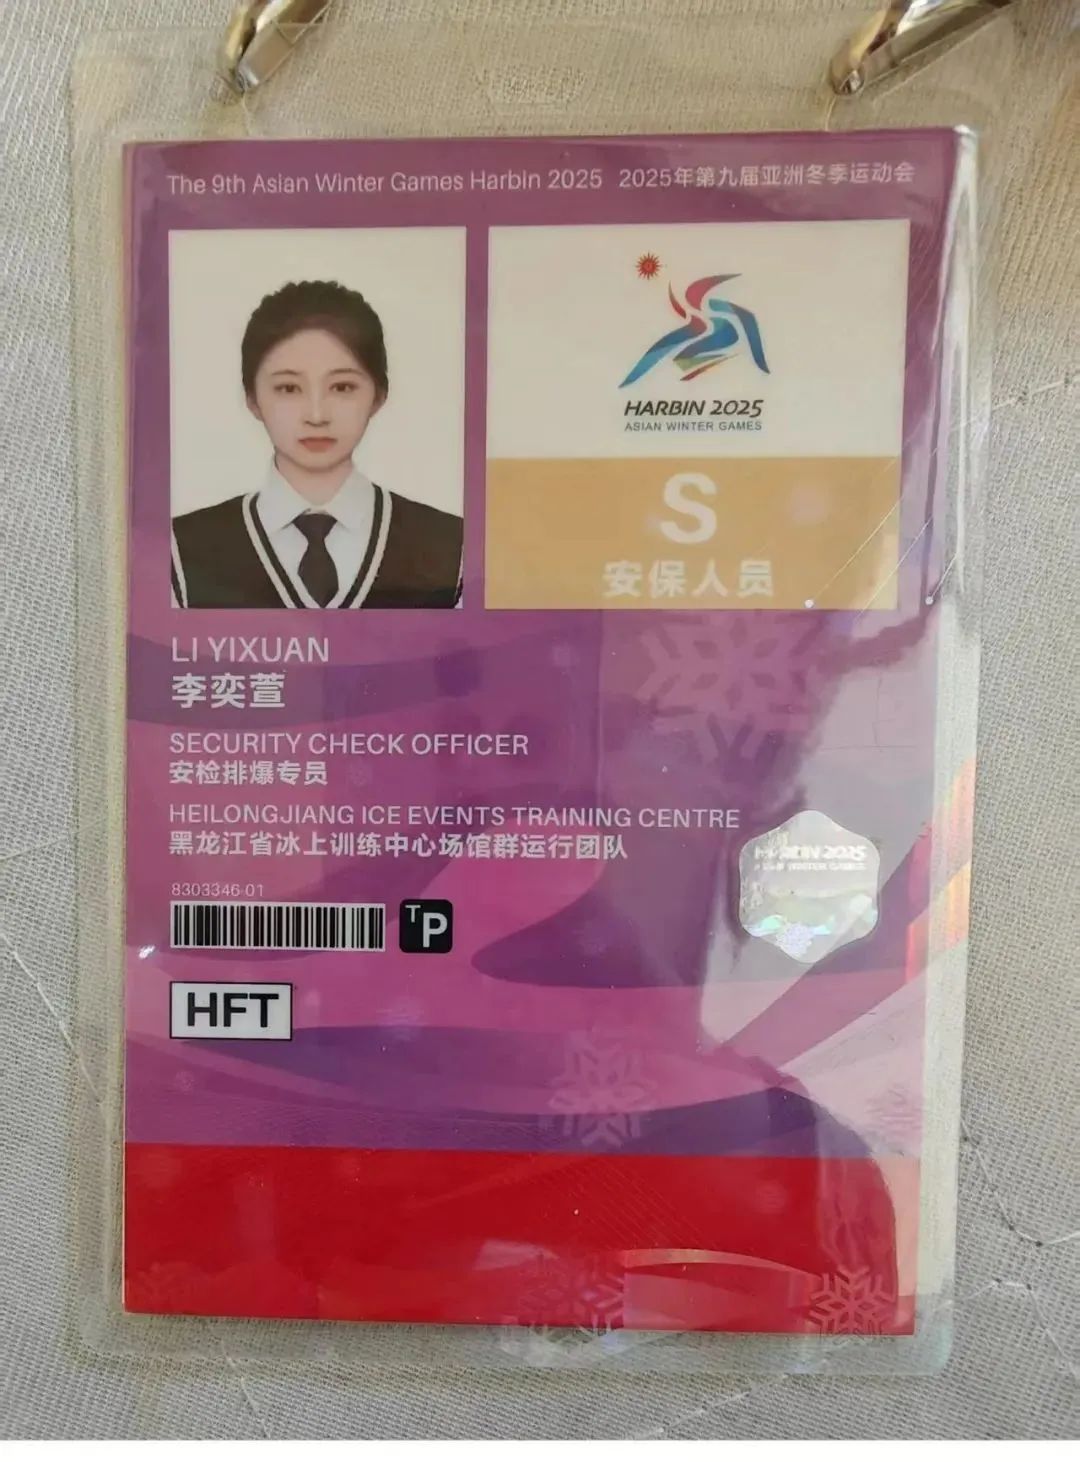 The 9th Asian Winter Games Harbin 2025 2025年第九届亚洲冬季运动会
HARBIN 2025
ASIAN WINTER GAMES
S
安保人员
LI YIXUAN
李奕萱
SECURITY CHECK OFFICER
安检排爆专员
HEILONGJIANG ICE EVENTS TRAINING CENTRE
黑龙江省冰上训练中心场馆群运行团队
8303346-01
TP
HFT